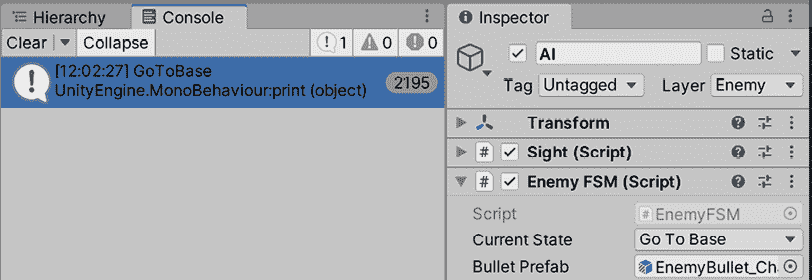 Hierarchy
Console
Clear
Collapse
1
0
0
[12:02:27] GoToBase
UnityEngine.MonoBehaviour:print (object)
2195
Inspector
AI
Static
Tag Untagged Layer Enemy
Transform
# Sight (Script)
# Enemy FSM (Script)
Script # EnemyFSM
Current State Go To Base
Bullet Prefab EnemyBullet_Cha